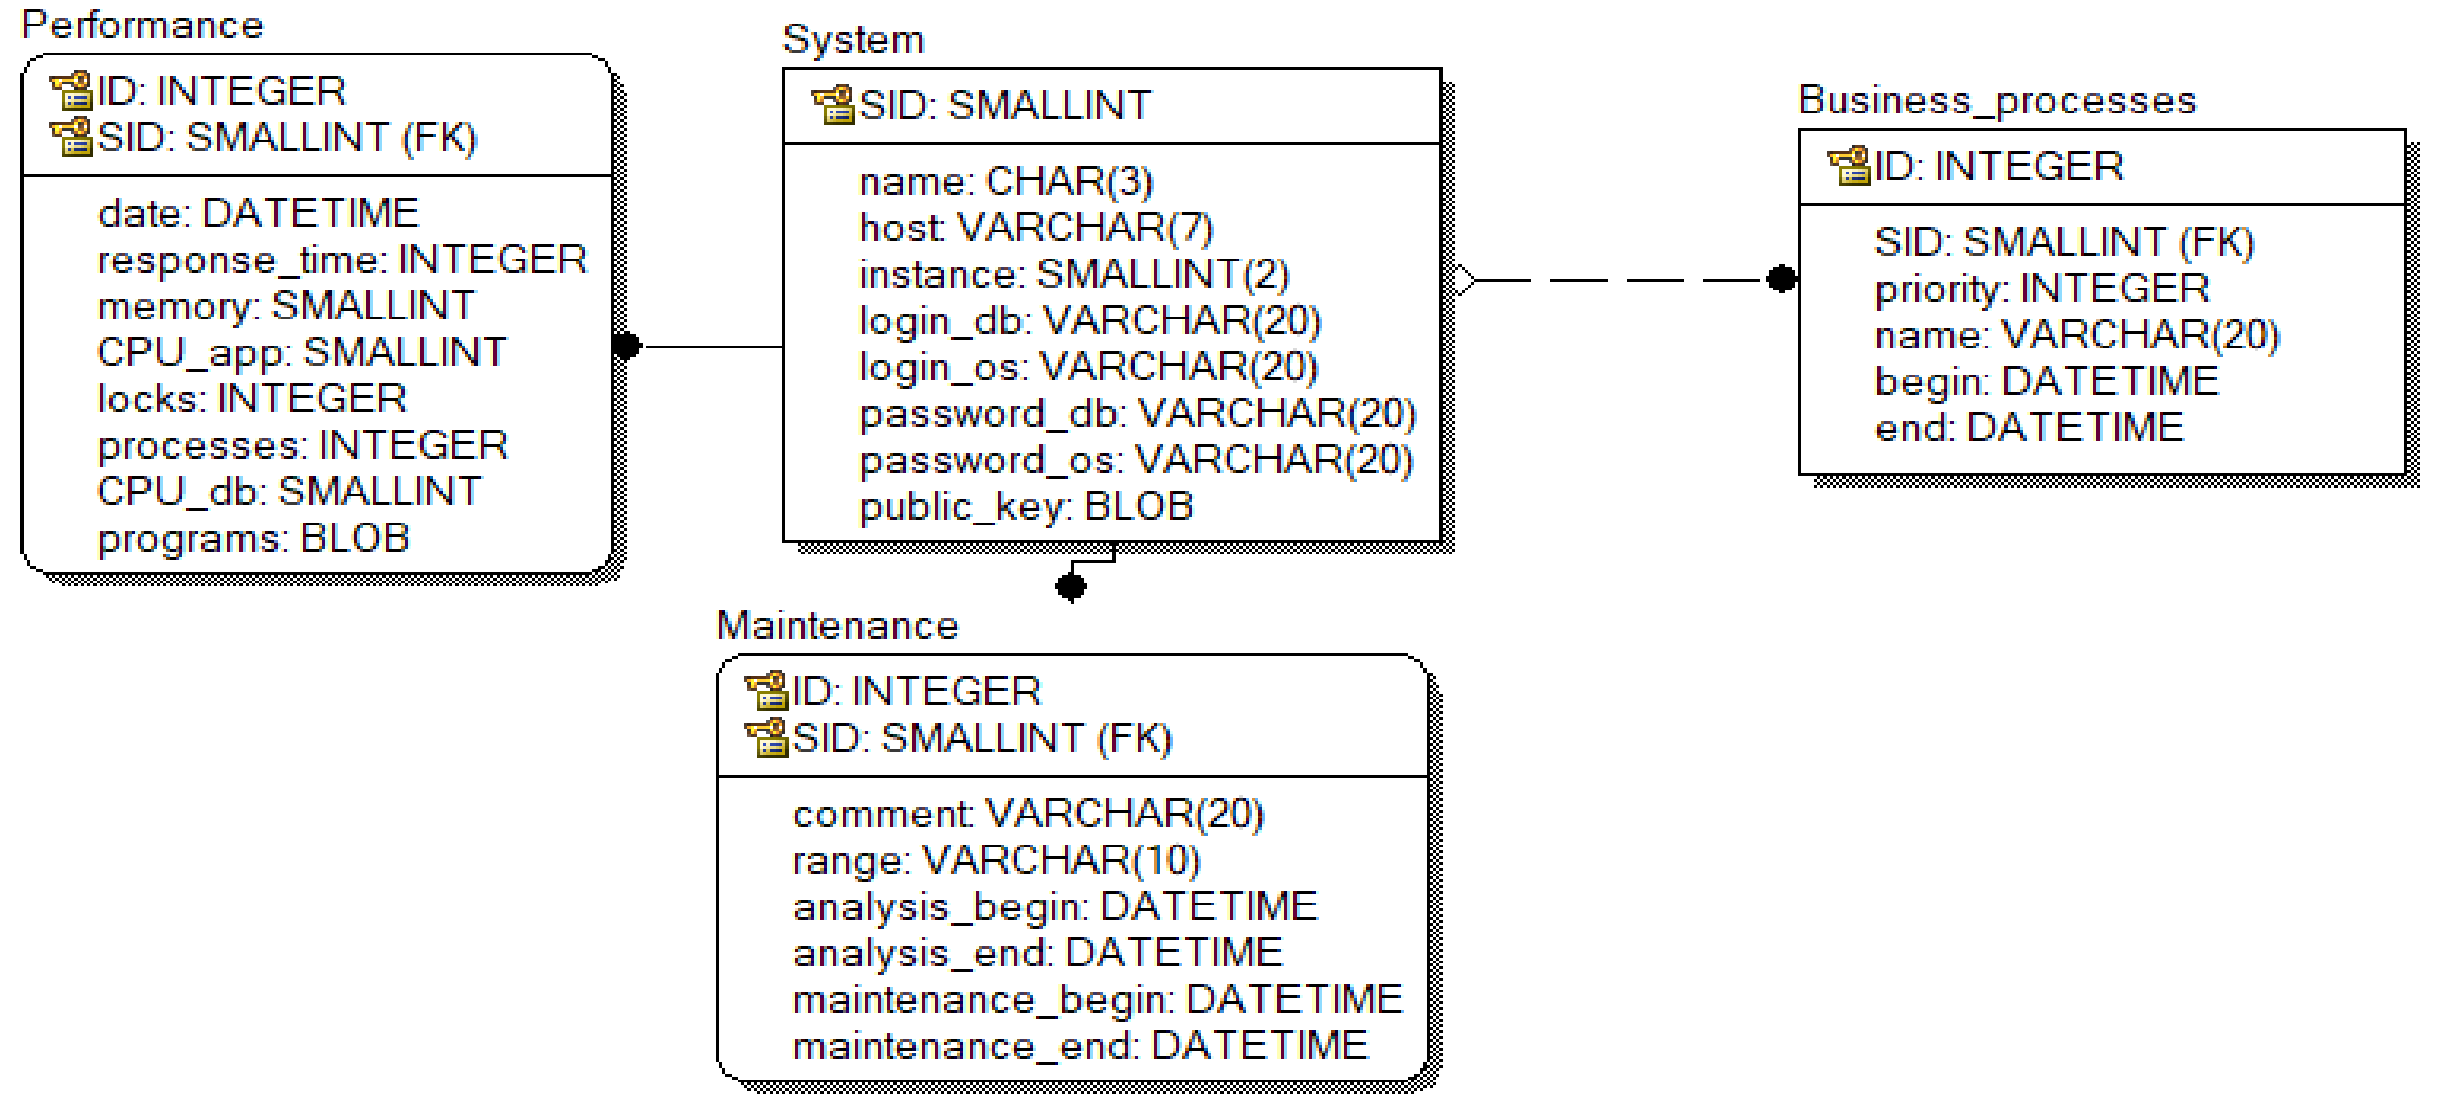 Performance
ID: INTEGER
SID: SMALLINT (FK)
date: DATETIME
response_time: INTEGER
memory: SMALLINT
CPU_app: SMALLINT
locks: INTEGER
processes: INTEGER
CPU_db: SMALLINT
programs: BLOB
System
SID: SMALLINT
name: CHAR(3)
host: VARCHAR(7)
instance: SMALLINT(2)
login_db: VARCHAR(20)
login_os: VARCHAR(20)
password_db: VARCHAR(20)
password_os: VARCHAR(20)
public_key: BLOB
Business_processes
ID: INTEGER
SID: SMALLINT (FK)
priority: INTEGER
name: VARCHAR(20)
begin: DATETIME
end: DATETIME
Maintenance
ID: INTEGER
SID: SMALLINT (FK)
comment: VARCHAR(20)
range: VARCHAR(10)
analysis_begin: DATETIME
analysis_end: DATETIME
maintenance_begin: DATETIME
maintenance_end: DATETIME